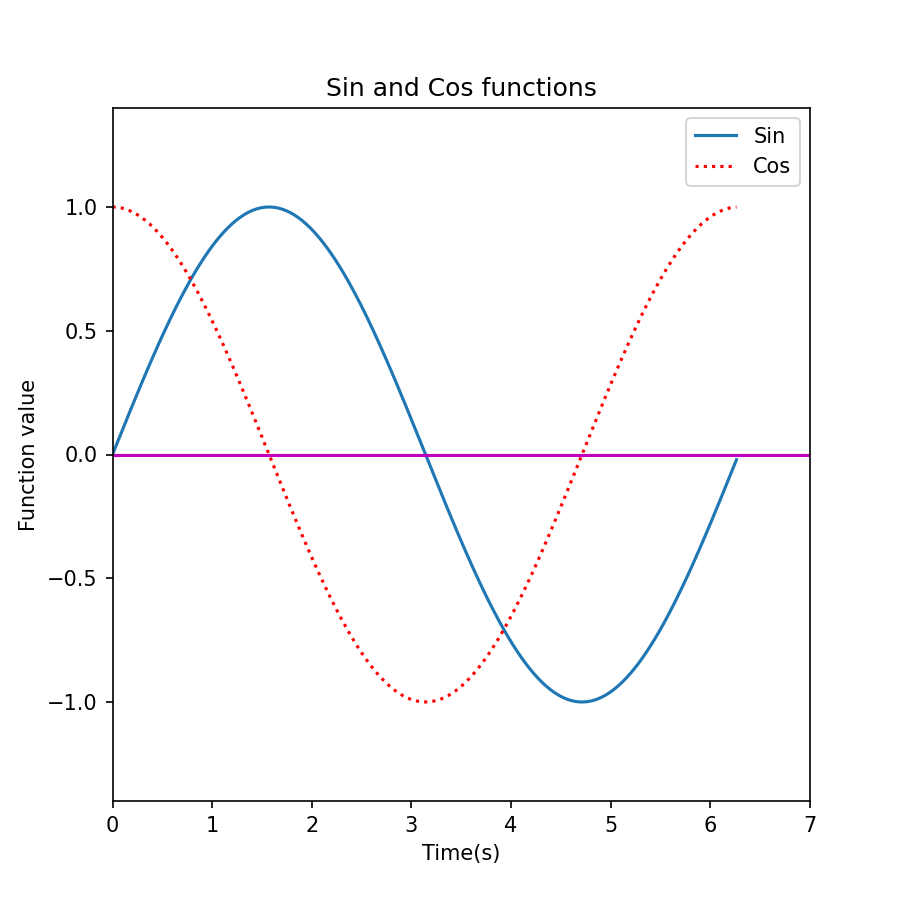 Sin and Cos functions
Sin
Cos
1.0
0.5
0.0
−0.5
−1.0
Function value
0 1 2 3 4 5 6 7
Time(s)